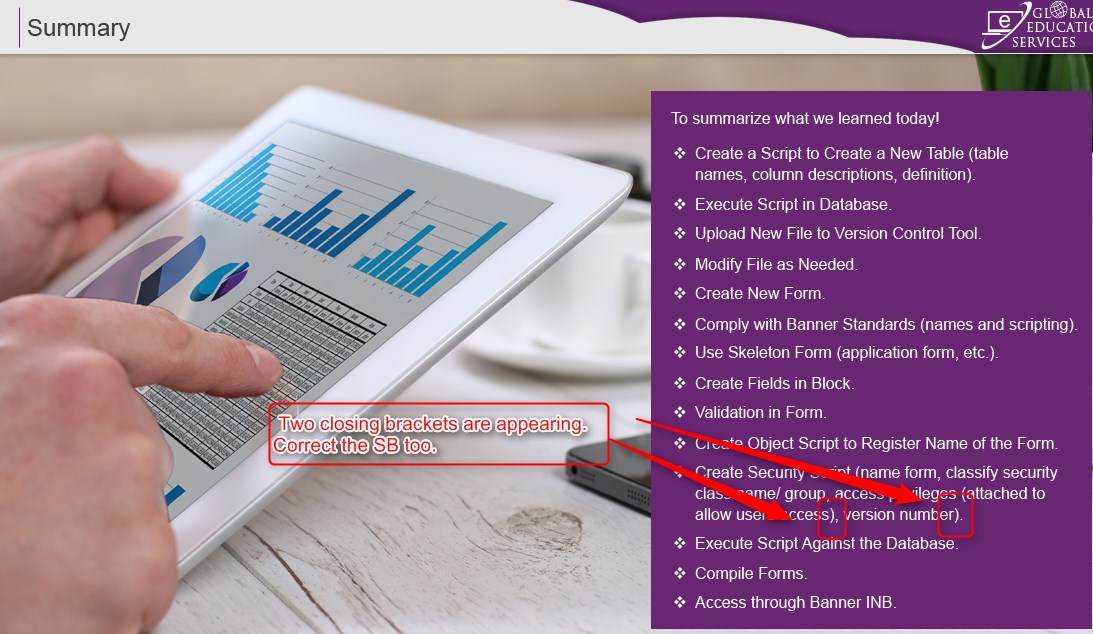 Summary
e
GLOBAL
EDUCATIO
SERVICES
To summarize what we learned today!
❖ Create a Script to Create a New Table (table
names, column descriptions, definition).
❖ Execute Script in Database.
❖ Upload New File to Version Control Tool.
❖ Modify File as Needed.
❖ Create New Form.
❖ Comply with Banner Standards (names and scripting).
❖ Use Skeleton Form (application form, etc.).
❖ Create Fields in Block.
❖ Validation in Form.
❖ Create Object Script to Register Name of the Form.
❖ Create Security Script (name form, classify security
class name/ group, access privileges (attached to
allow user access), version number).
❖ Execute Script Against the Database.
❖ Compile Forms.
❖ Access through Banner INB.
Two closing brackets are appearing.
Correct the SB too.